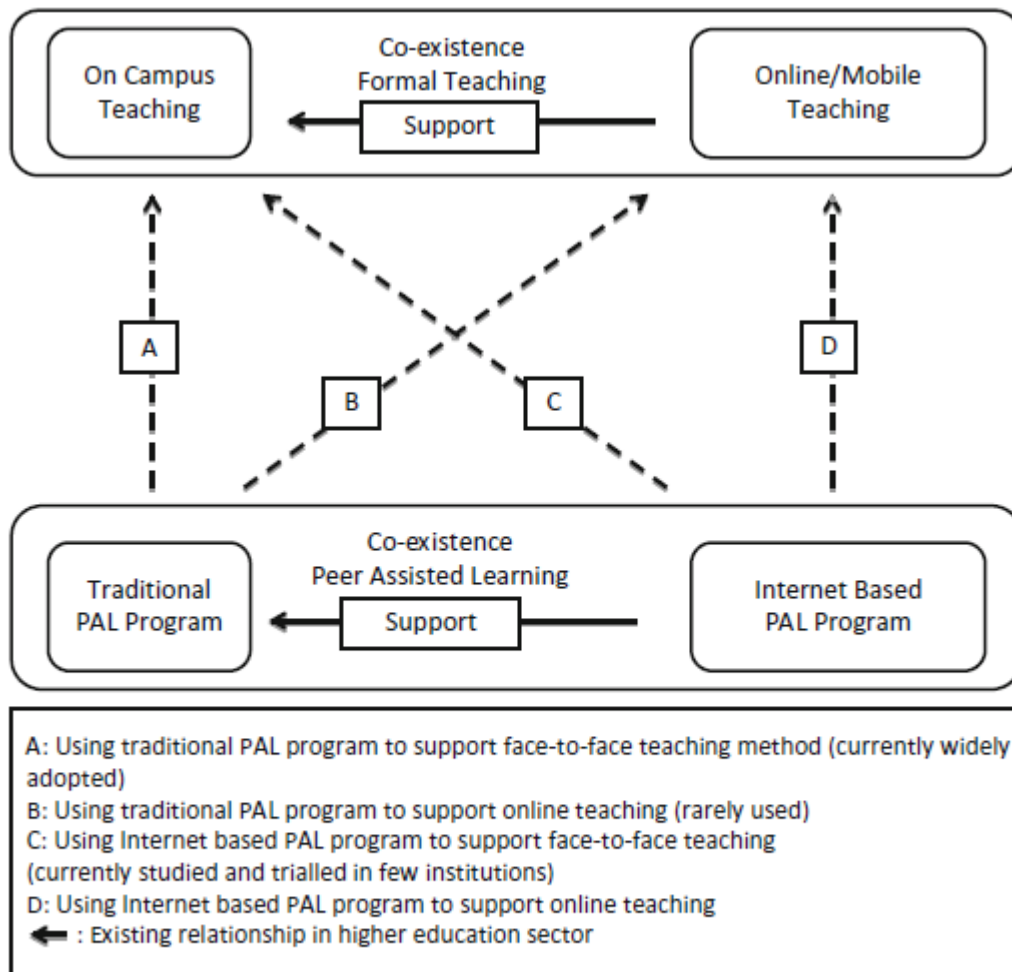 On Campus
Teaching
Co-existence
Formal Teaching
Support
Online/Mobile
Teaching
A
B
C
D
Traditional
PAL Program
Co-existence
Peer Assisted Learning
Support
Internet Based
PAL Program
A: Using traditional PAL program to support face-to-face teaching method (currently widely
adopted)
B: Using traditional PAL program to support online teaching (rarely used)
C: Using Internet based PAL program to support face-to-face teaching
(currently studied and trialled in few institutions)
D: Using Internet based PAL program to support online teaching
: Existing relationship in higher education sector